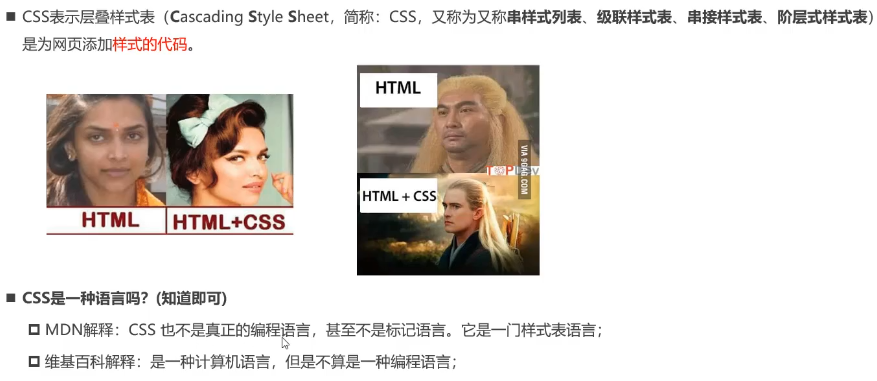 CSS表示层叠样式表（Cascading Style Sheet，简称：CSS，又称为又称串样式列表、级联样式表、串接样式表、阶层式样式表）
是为网页添加样式的代码。
HTML
HTML+CSS
HTML
VIA 9GAG.COM
HTML + CSS
CSS是一种语言吗？(知道即可)
MDN解释：CSS 也不是真正的编程语言，甚至不是标记语言。它是一门样式表语言；
维基百科解释：是一种计算机语言，但是不算是一种编程语言；